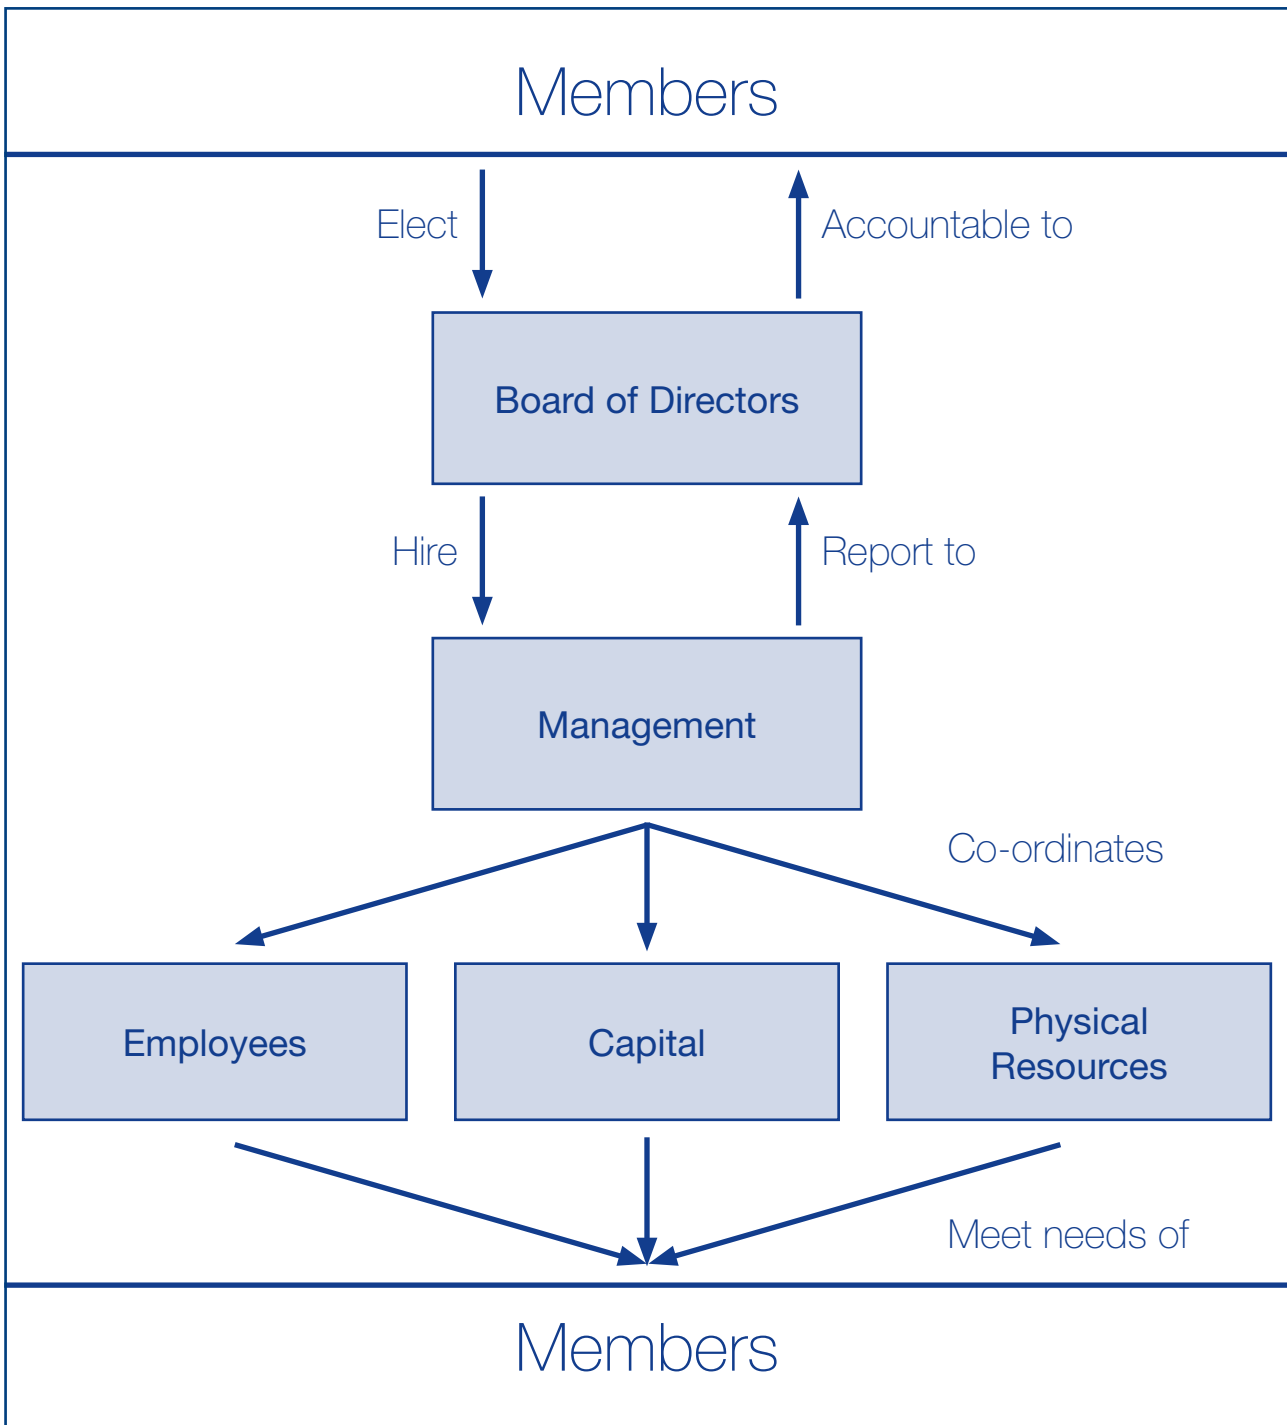 Members
Elect
Accountable to
Board of Directors
Hire
Report to
Management
Co-ordinates
Employees
Capital
Physical
Resources
Meet needs of
Members